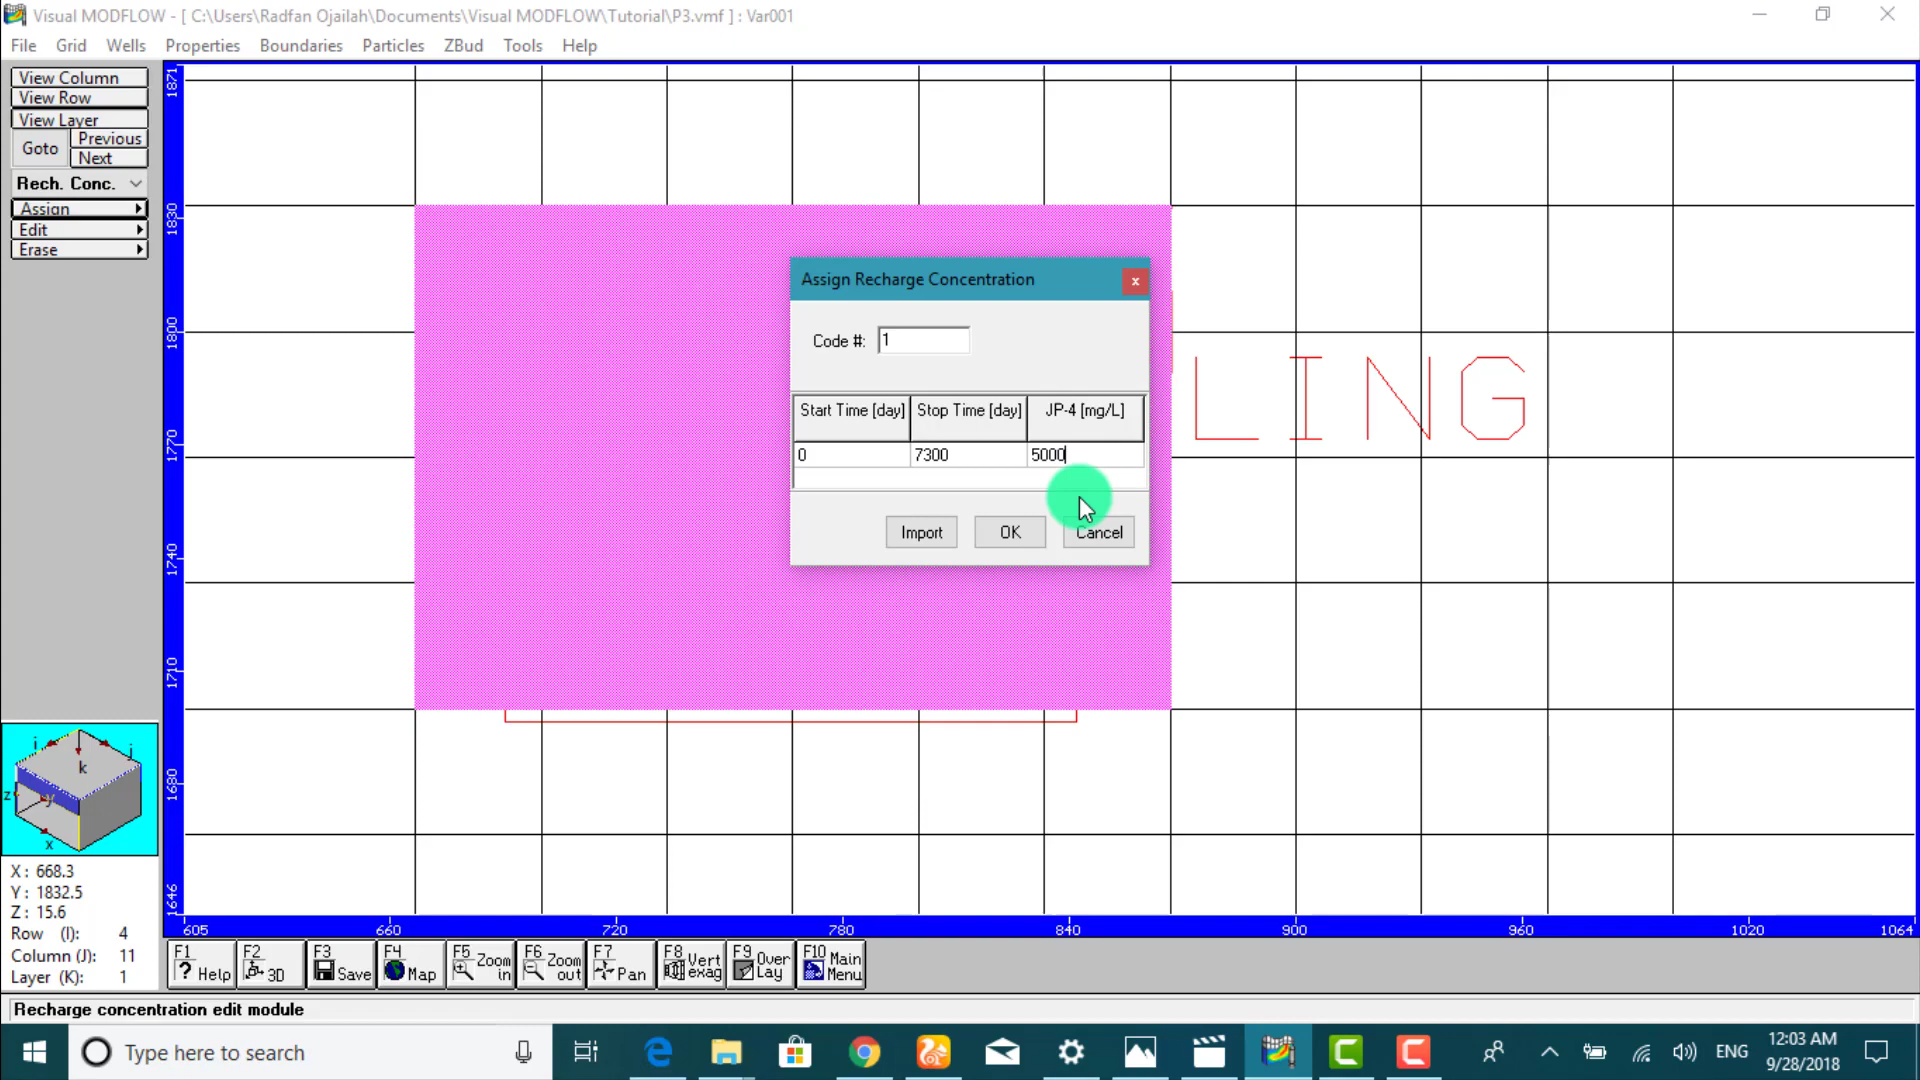 Visual MODFLOW - [ C:\Users\Radfan Ojailah\Documents\Visual MODFLOW\Tutorial\P3.vmf ] : Var001
File Grid Wells Properties Boundaries Particles ZBud Tools Help
View Column
View Row
View Layer
Goto Previous
Next
Rech. Conc.
Assign
Edit
Erase
1871
1830
1800
1770
1740
1710
1680
1646
LING
Assign Recharge Concentration
x
Code #: 1
Start Time [day] Stop Time [day] JP-4 [mg/L]
0 7300 5000
Import OK Cancel
i j
k
z y
x
X : 668.3
Y : 1832.5
Z : 15.6
Row (I): 4
Column (J): 11
Layer (K): 1
605 660 720 780 840 900 960 1020 1064
F1 ? Help
F2 3D
F3 Save
F4 Map
F5 Zoom in
F6 Zoom out
F7 Pan
F8 Vert exag
F9 Over Lay
F10 Main Menu
Recharge concentration edit module
Type here to search
ENG
12:03 AM
9/28/2018